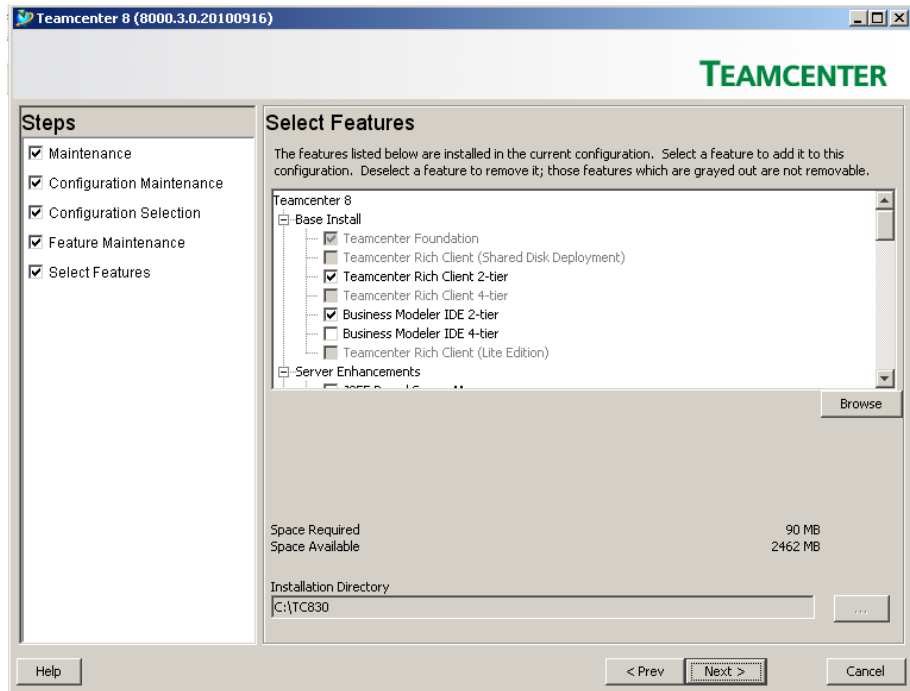 Teamcenter 8 (8000.3.0.20100916)
TEAMCENTER
Steps
Maintenance
Configuration Maintenance
Configuration Selection
Feature Maintenance
Select Features
Select Features
The features listed below are installed in the current configuration. Select a feature to add it to this
configuration. Deselect a feature to remove it; those features which are grayed out are not removable.
Teamcenter 8
Base Install
Teamcenter Foundation
Teamcenter Rich Client (Shared Disk Deployment)
Teamcenter Rich Client 2-tier
Teamcenter Rich Client 4-tier
Business Modeler IDE 2-tier
Business Modeler IDE 4-tier
Teamcenter Rich Client (Lite Edition)
Server Enhancements
Browse
Space Required 90 MB
Space Available 2462 MB
Installation Directory
C:\TC830
...
Help
< Prev
Next >
Cancel